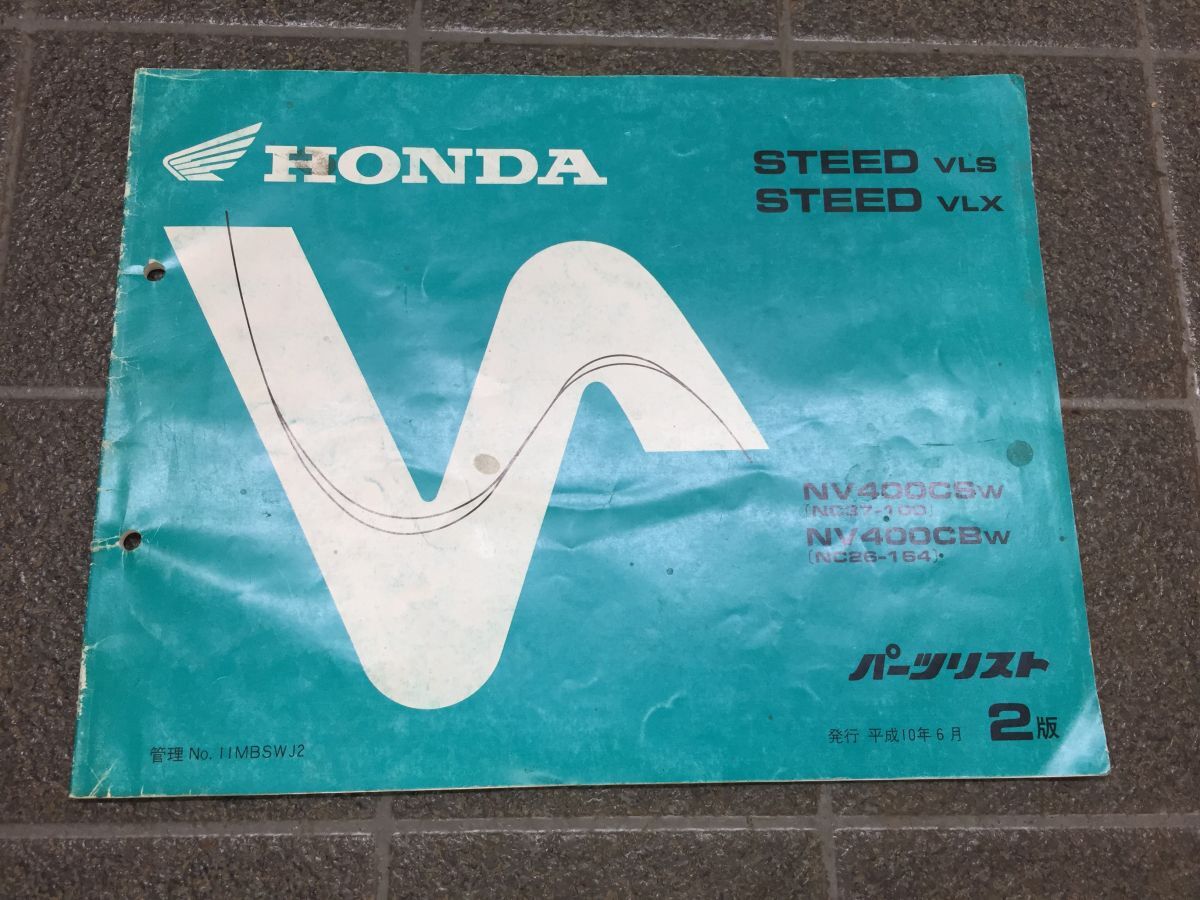 HONDA
STEED VLS
STEED VLX
NV400CSW
(NC37-100)
NV400CBW
(NC26-154)
パーツリスト
発行 平成10年6月 2版
管理 No. 11MBSWJ2